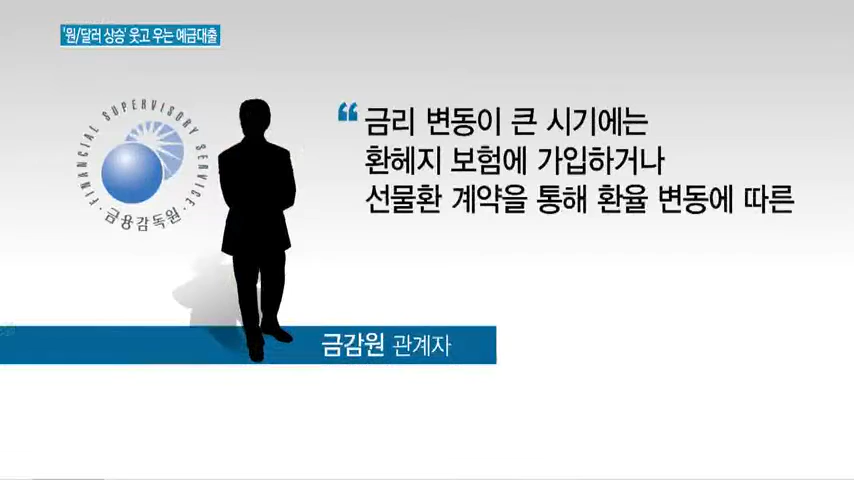 '원/달러 상승' 웃고 우는 예금대출
FINANCIAL SUPERVISORY SERVICE
금융감독원
“ 금리 변동이 큰 시기에는
환헤지 보험에 가입하거나
선물환 계약을 통해 환율 변동에 따른
금감원 관계자